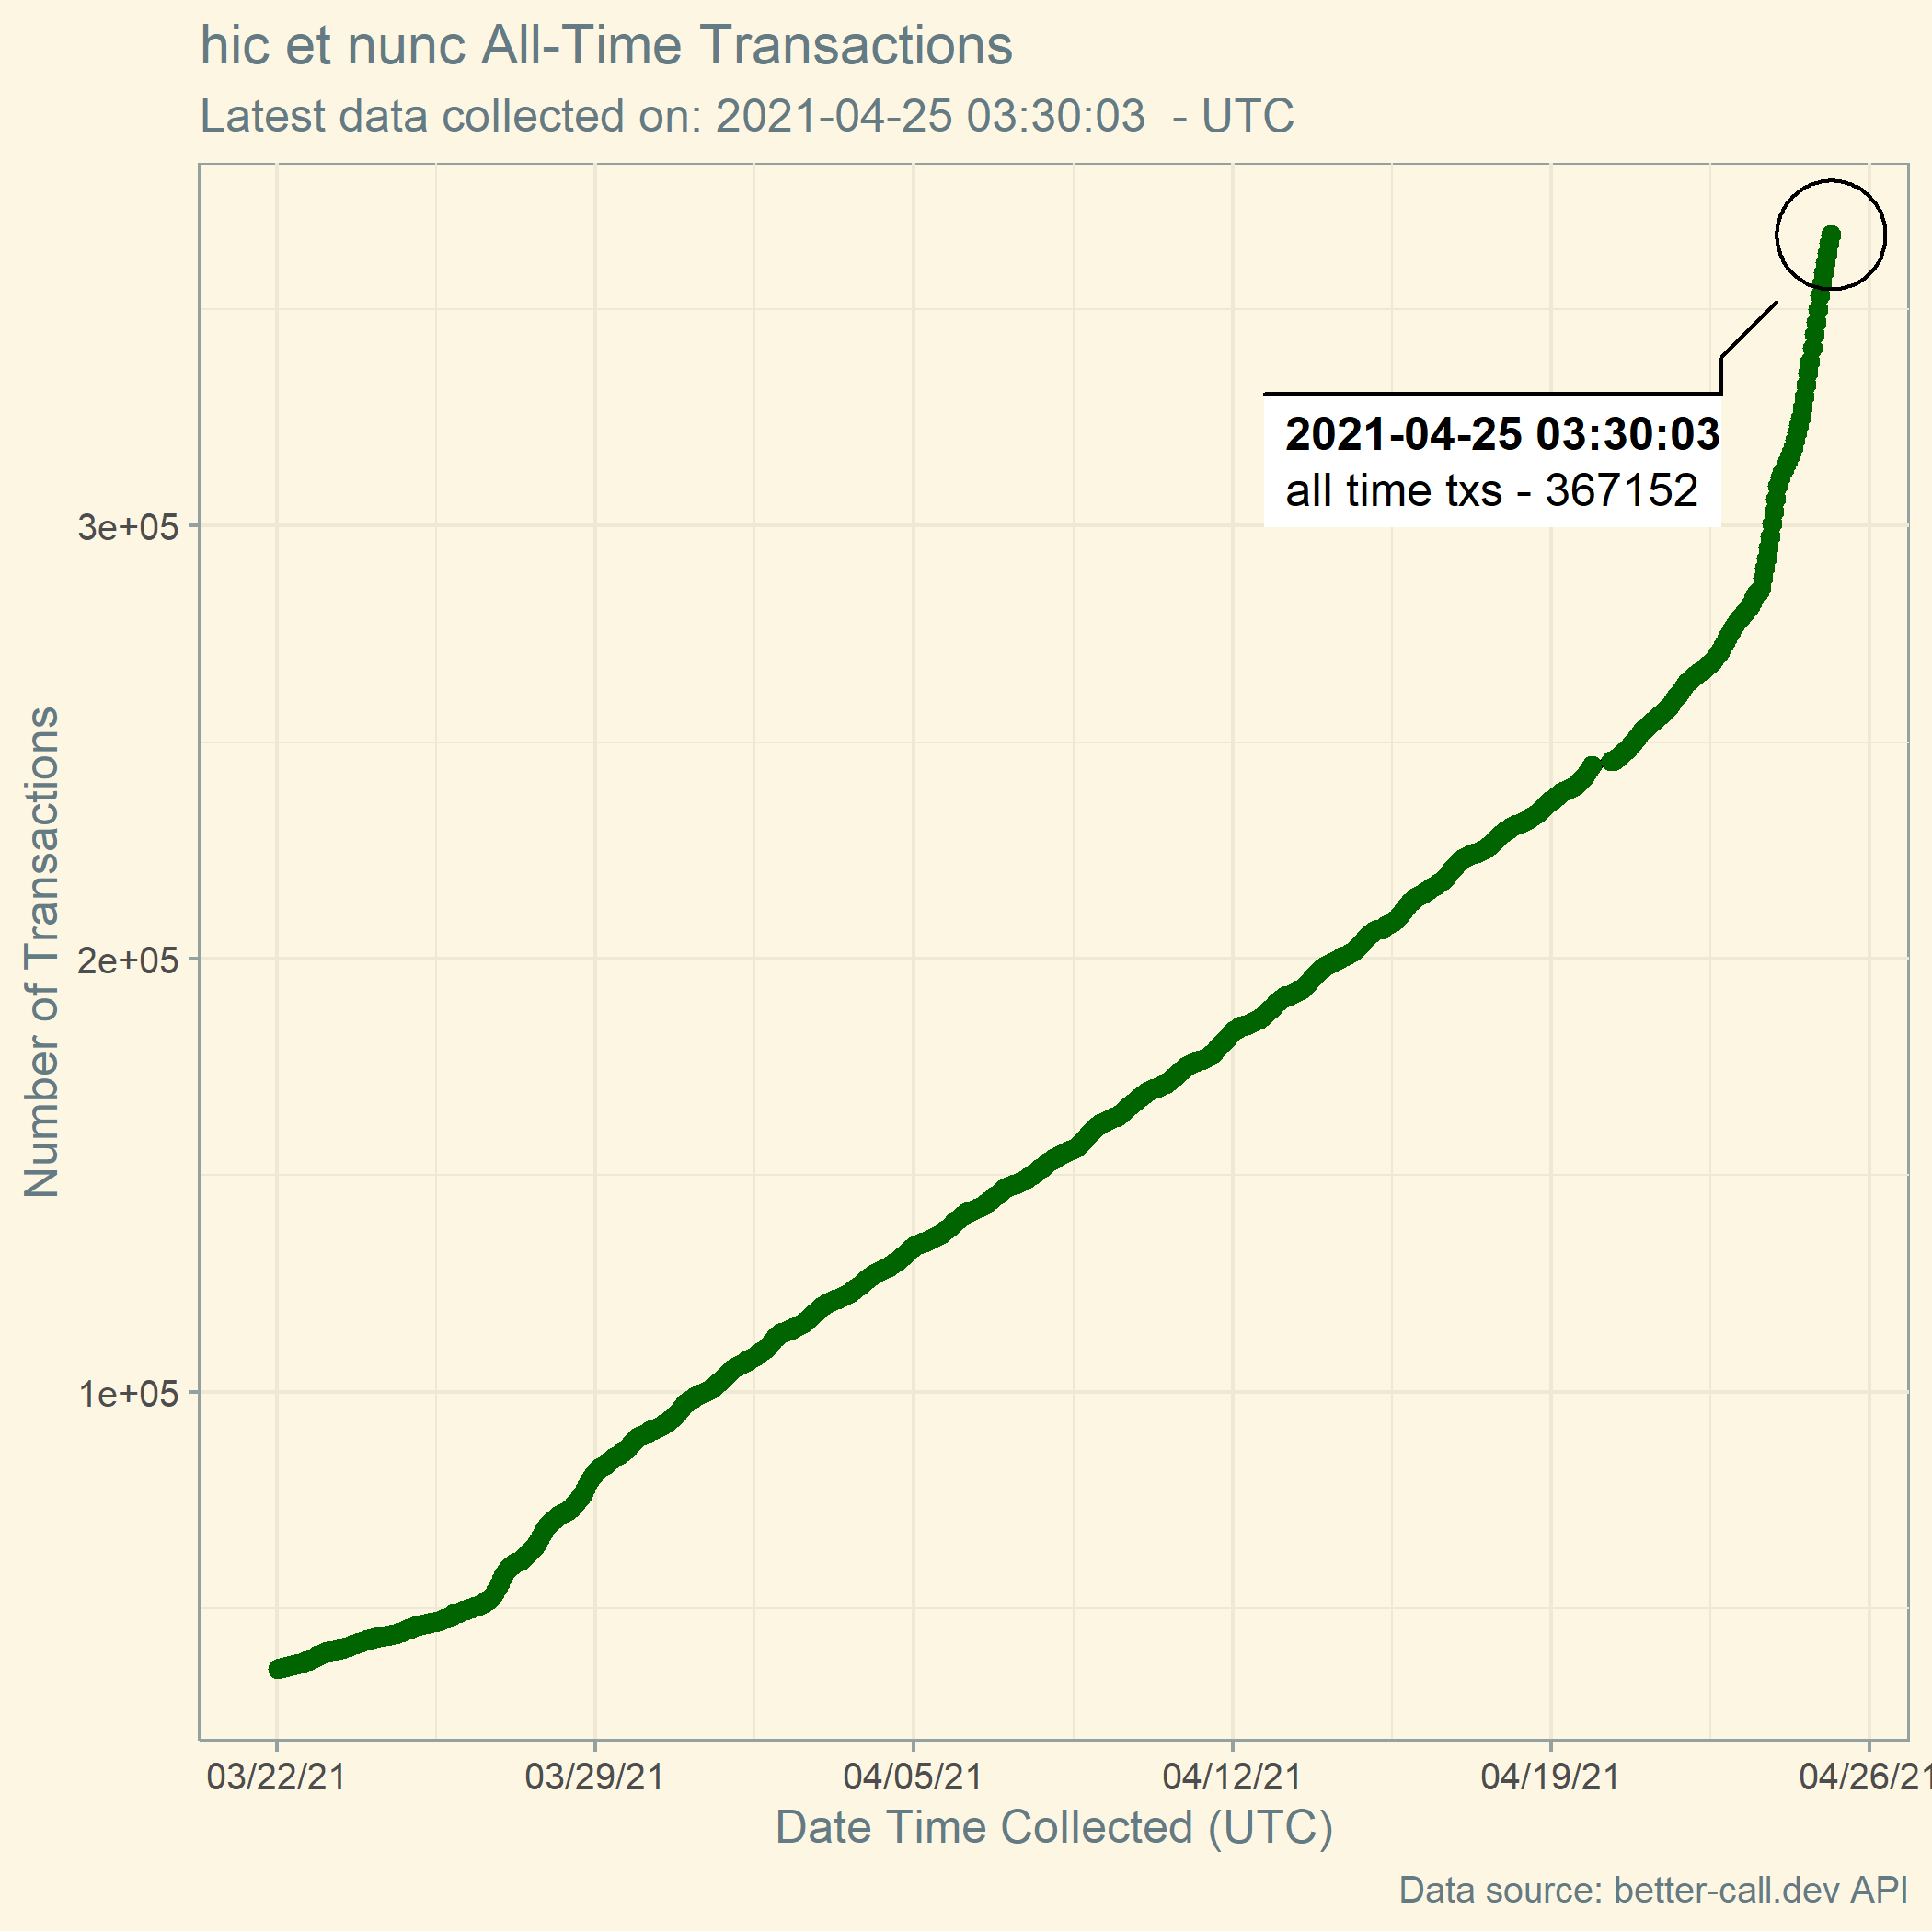 hic et nunc All-Time Transactions
Latest data collected on: 2021-04-25 03:30:03  - UTC
2021-04-25 03:30:03
all time txs - 367152
Number of Transactions
3e+05
2e+05
1e+05
03/22/21 03/29/21 04/05/21 04/12/21 04/19/21 04/26/21
Date Time Collected (UTC)
Data source: better-call.dev API